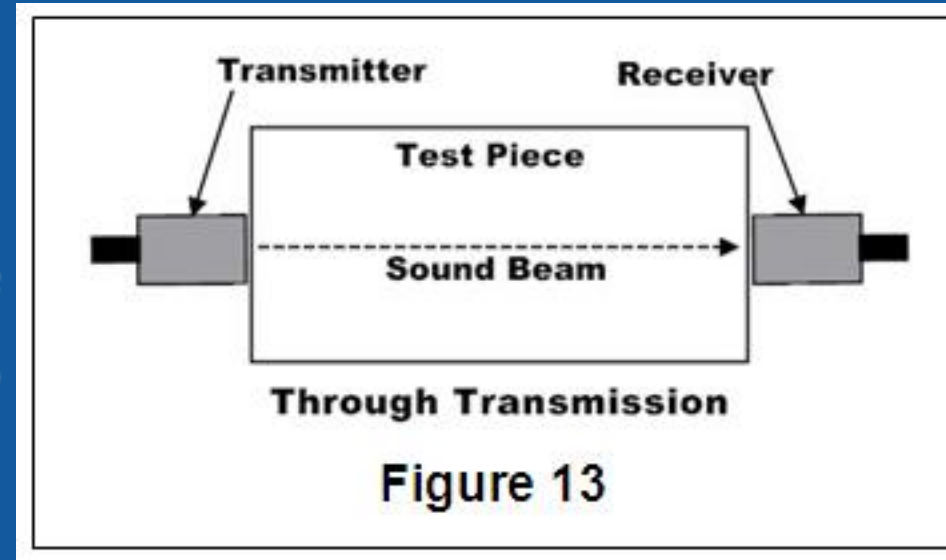 Transmitter
Receiver
Test Piece
Sound Beam
Through Transmission
Figure 13